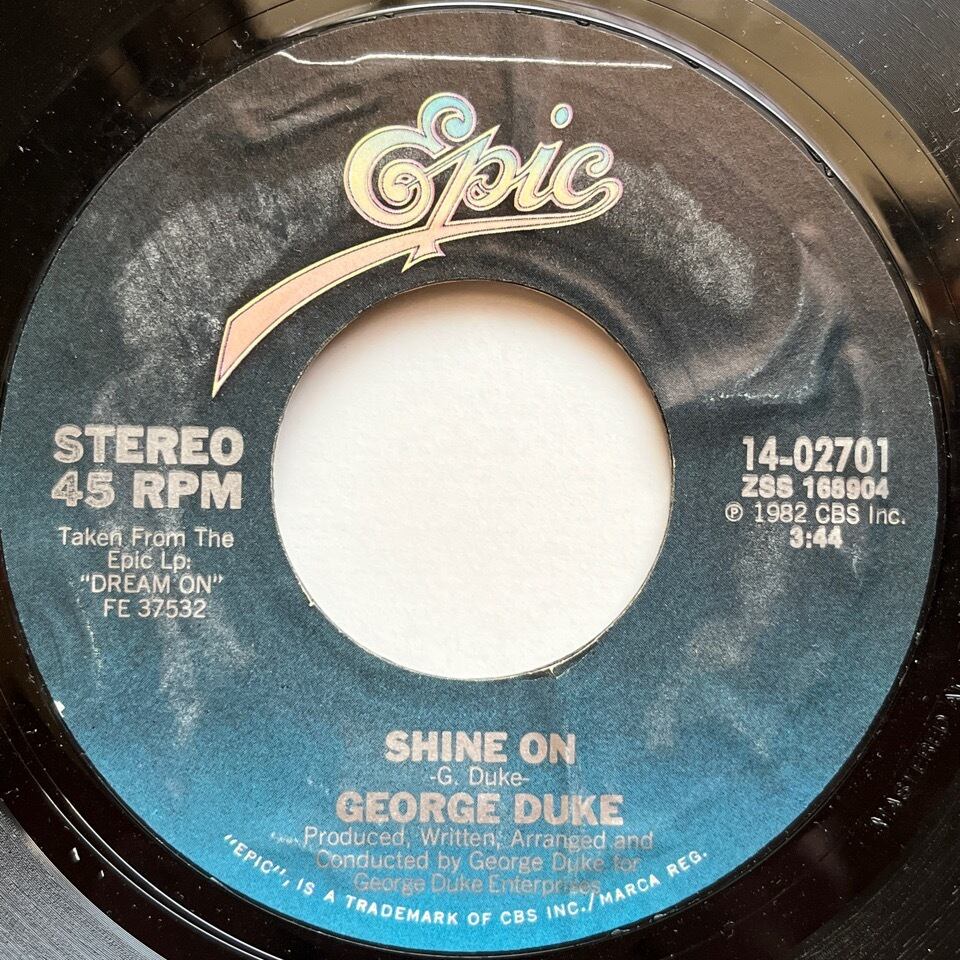 Epic
STEREO
45 RPM
Taken From The
Epic Lp:
"DREAM ON"
FE 37532
14-02701
ZSS 168904
℗ 1982 CBS Inc.
3:44
SHINE ON
-G. Duke-
GEORGE DUKE
Produced, Written, Arranged and
Conducted by George Duke for
George Duke Enterprises
"EPIC", IS A TRADEMARK OF CBS INC./MARCA REG.
MASTERED